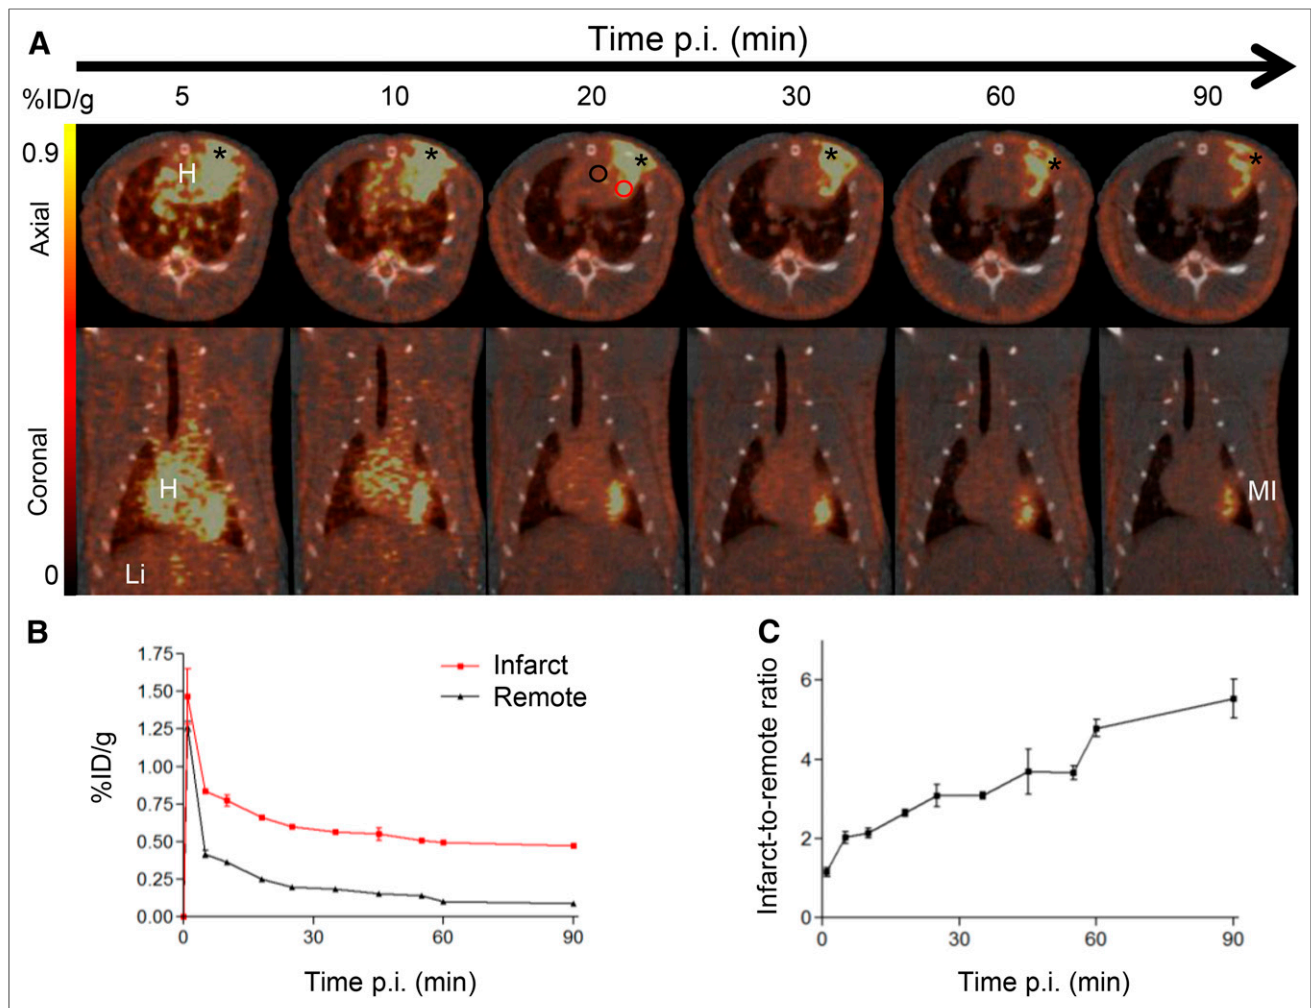 A
Time p.i. (min)
%ID/g 5 10 20 30 60 90
0.9
Axial
* * * * * *
H
Coronal
H
MI
0
Li
B
1.75
1.50
1.25
1.00
0.75
0.50
0.25
0.00
%ID/g
Infarct
Remote
0 30 60 90
Time p.i. (min)
C
6
4
2
0
Infarct-to-remote ratio
0 30 60 90
Time p.i. (min)